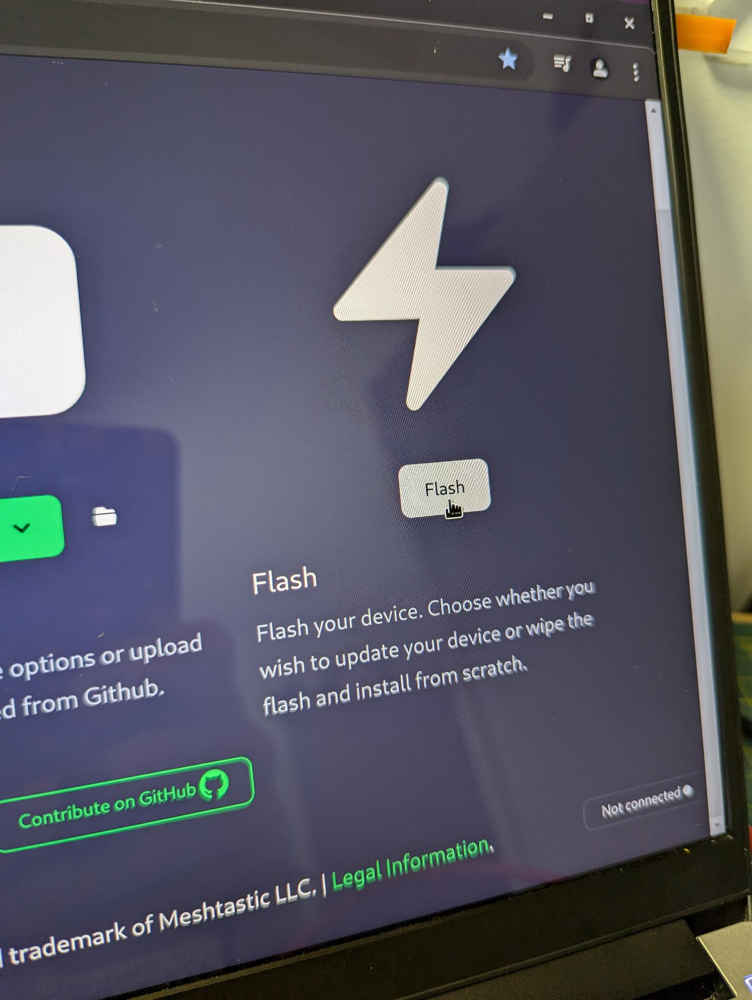 Flash
Flash
Flash your device. Choose whether you
wish to update your device or wipe the
flash and install from scratch.
options or upload
from Github.
Contribute on GitHub
Not connected
trademark of Meshtastic LLC. | Legal Information.